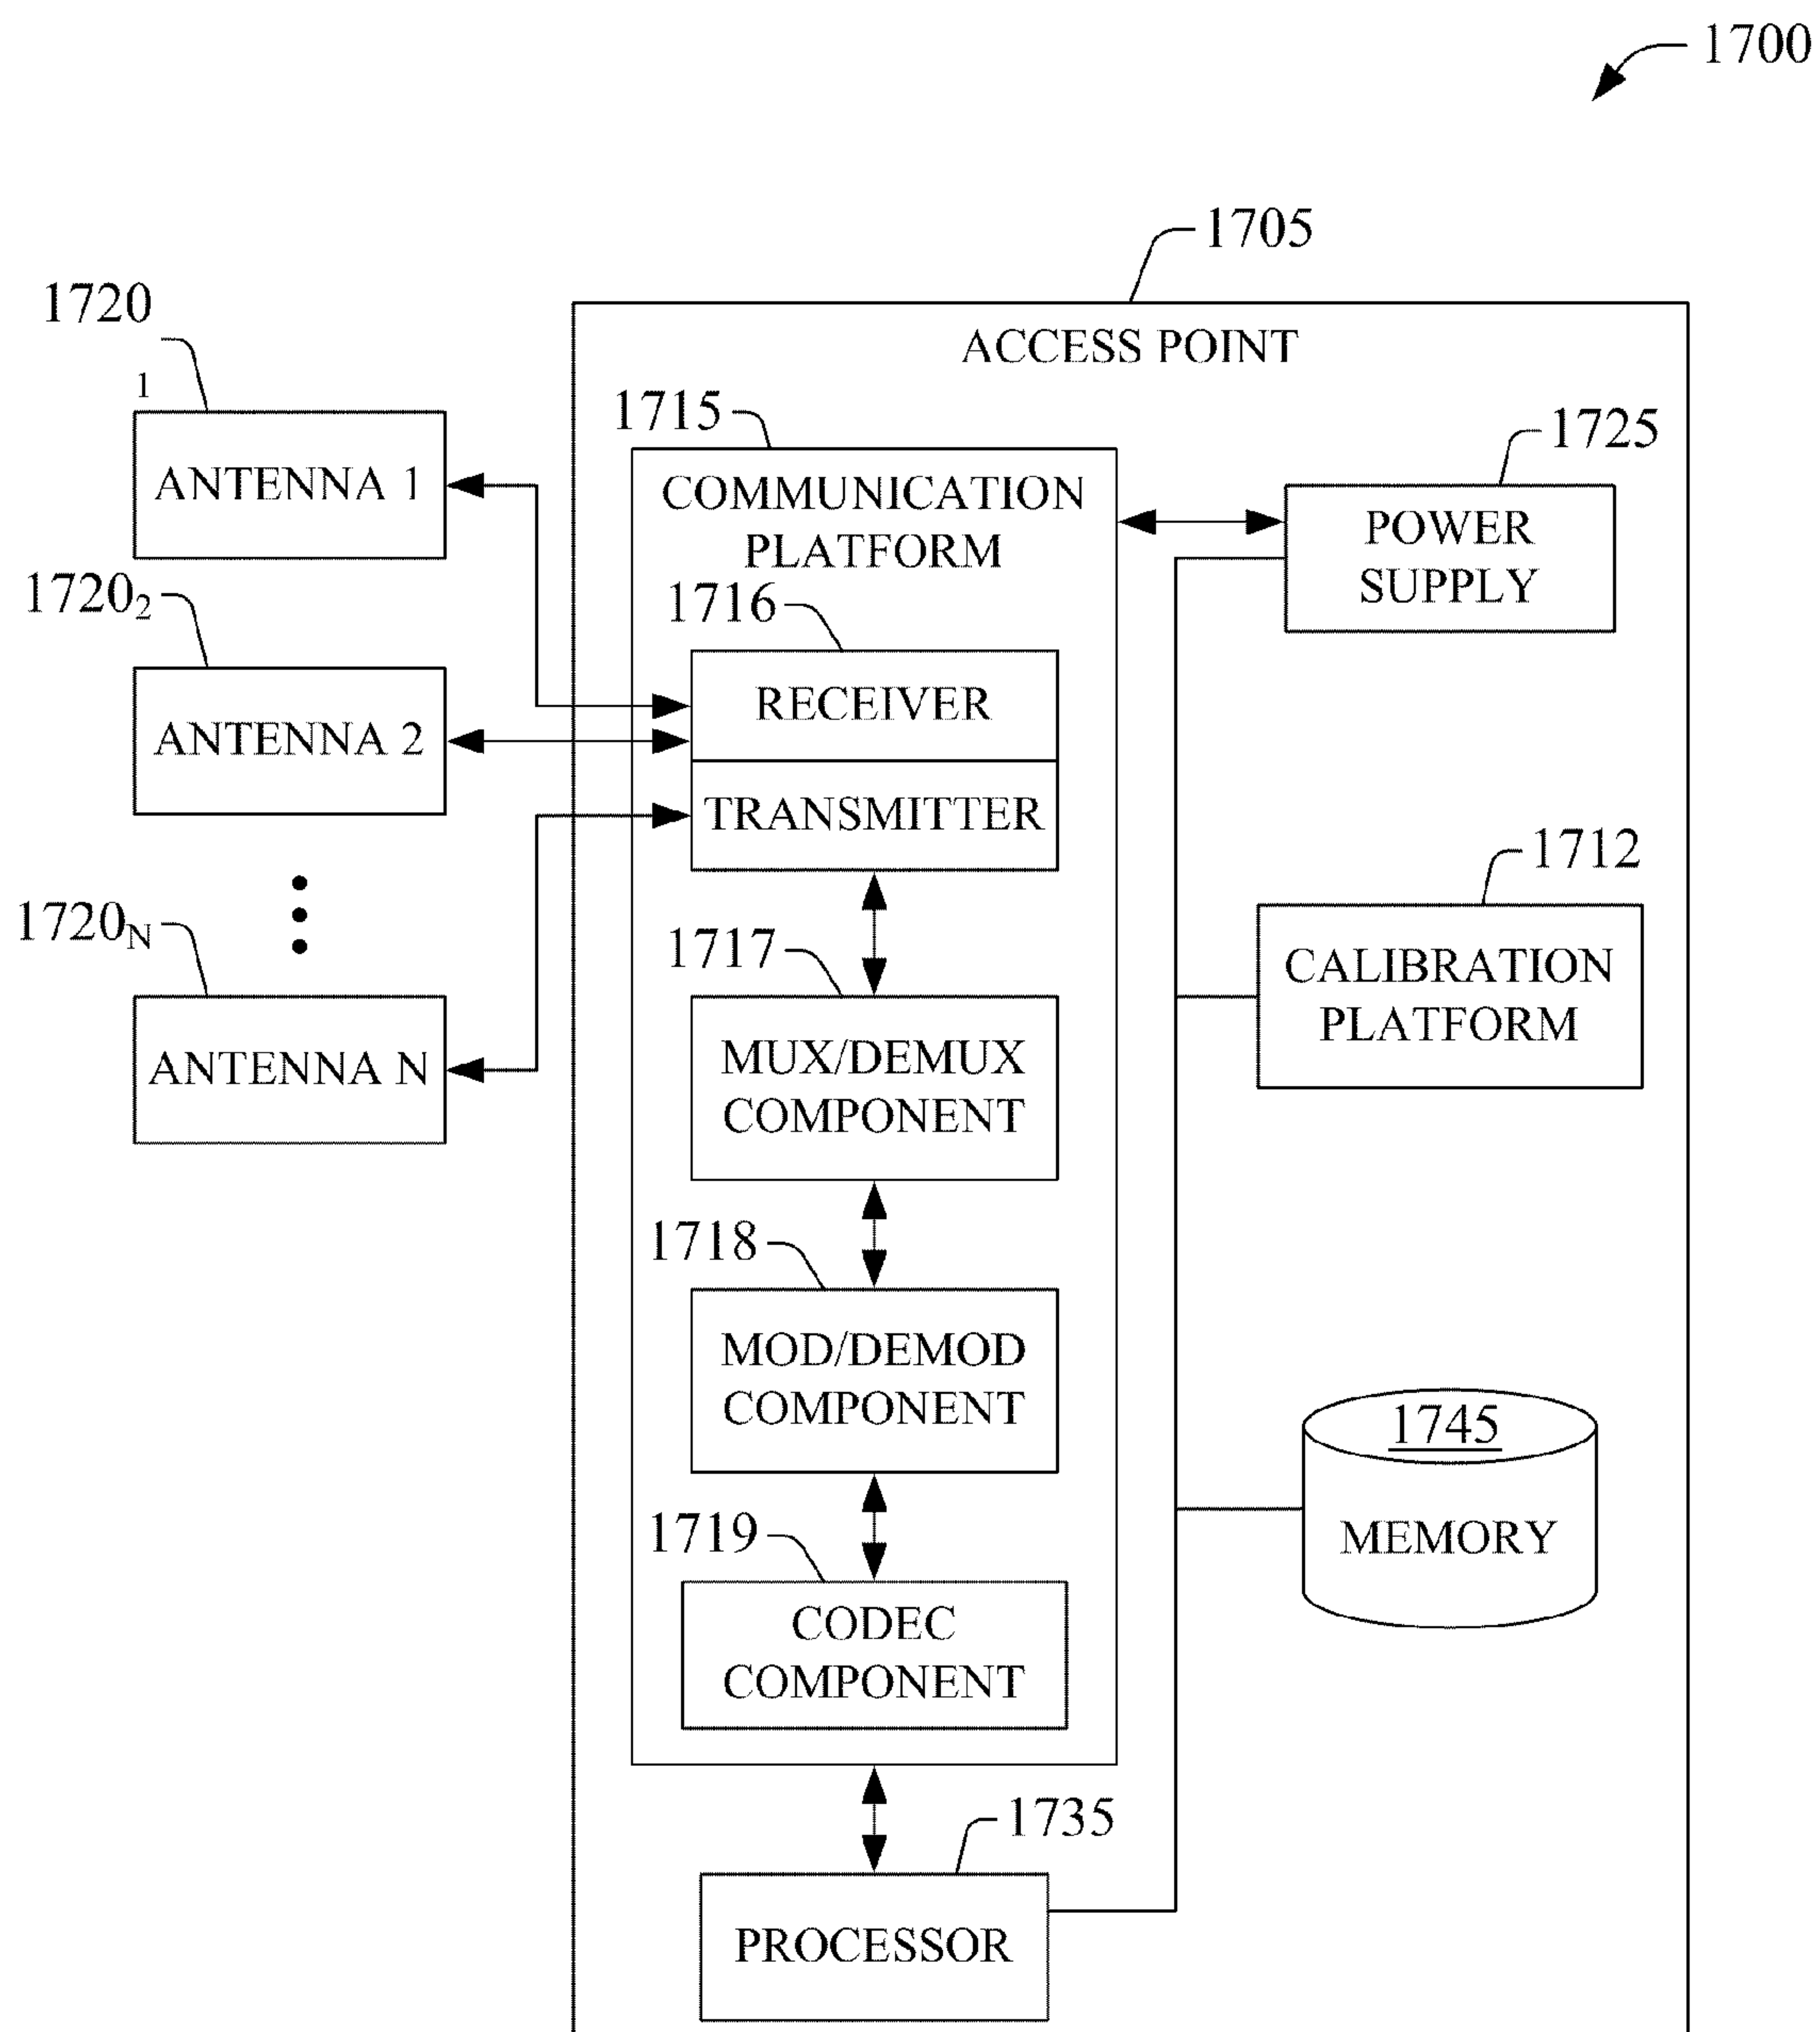 1700
1705
ACCESS POINT
1720
1
ANTENNA 1
1715
COMMUNICATION
PLATFORM
1725
POWER
SUPPLY
1720₂
ANTENNA 2
1716
RECEIVER
TRANSMITTER
1712
CALIBRATION
PLATFORM
1720N
ANTENNA N
1717
MUX/DEMUX
COMPONENT
1718
MOD/DEMOD
COMPONENT
1745
MEMORY
1719
CODEC
COMPONENT
1735
PROCESSOR